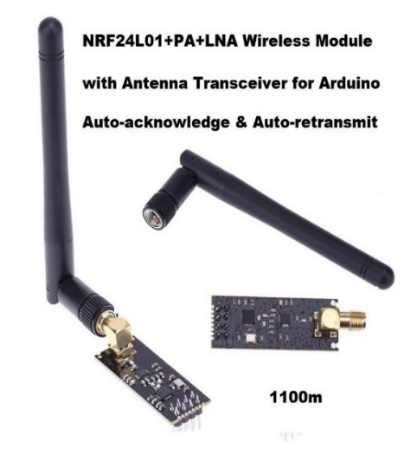 NRF24L01+PA+LNA Wireless Module
with Antenna Transceiver for Arduino
Auto-acknowledge & Auto-retransmit
1100m